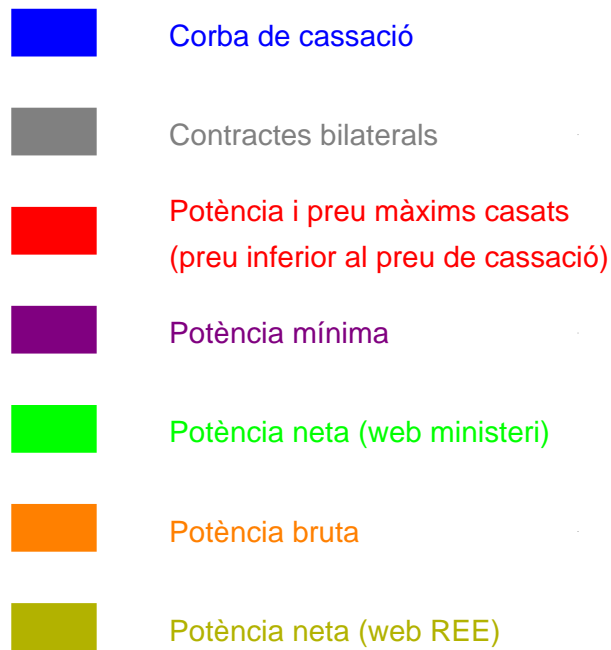 Corba de cassació
Contractes bilaterals
Potència i preu màxims casats
(preu inferior al preu de cassació)
Potència mínima
Potència neta (web ministeri)
Potència bruta
Potència neta (web REE)